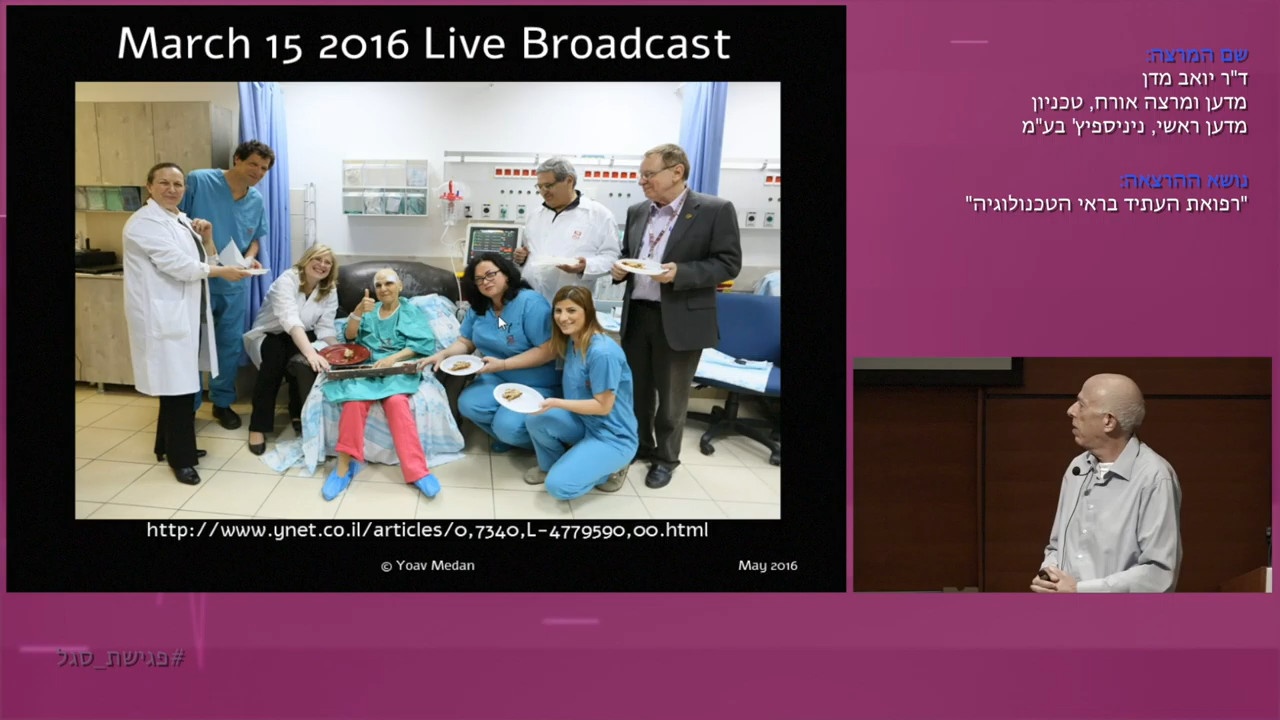 March 15 2016 Live Broadcast
http://www.ynet.co.il/articles/0,7340,L-4779590,00.html
© Yoav Medan
May 2016
שם המרצה:
ד"ר יואב מדן
מדען ומרצה אורח, טכניון
מדען ראשי, ניניספיץ' בע"מ
נושא ההרצאה:
"רפואת העתיד בראי הטכנולוגיה"
#פגישת_סגל